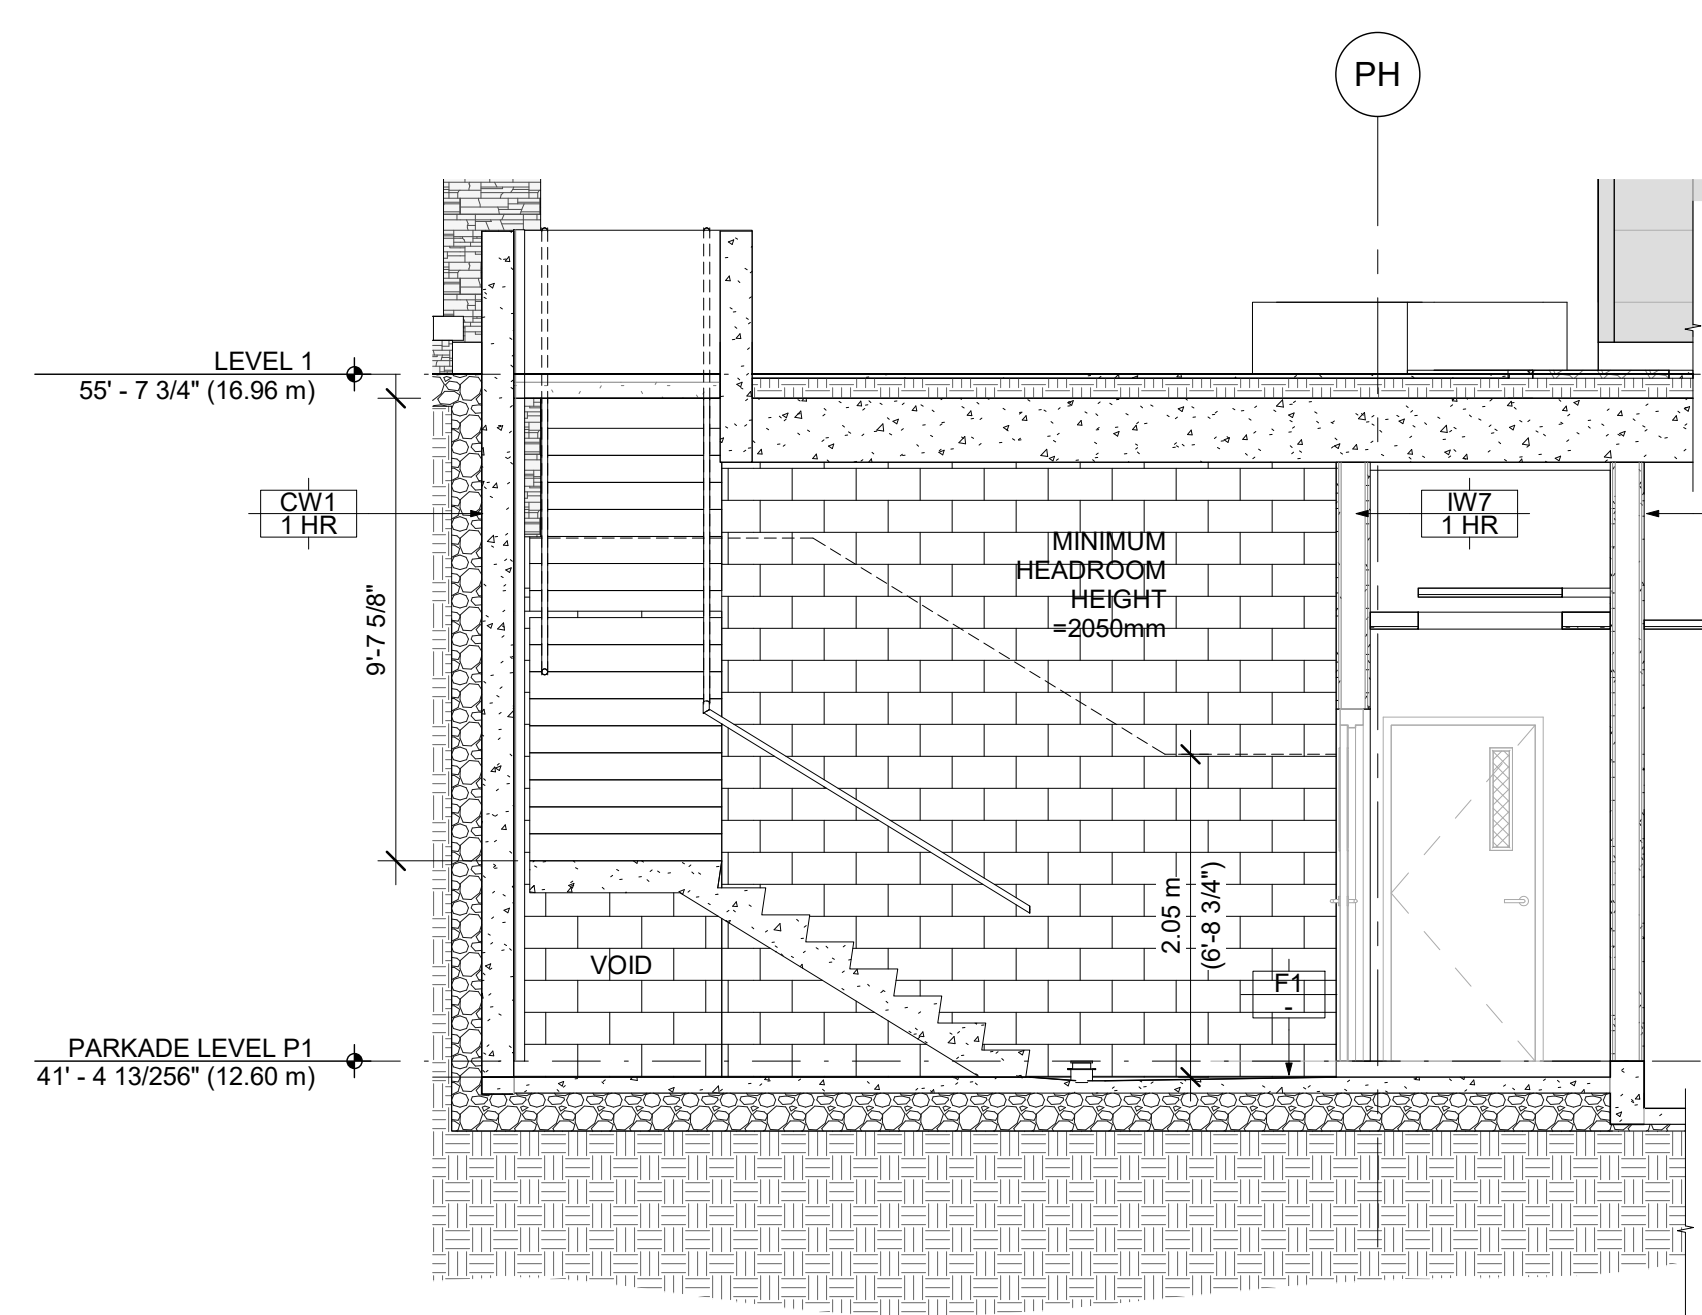 PH
LEVEL 1
55' - 7 3/4" (16.96 m)
CW1
1 HR
IW7
1 HR
MINIMUM
HEADROOM
HEIGHT
=2050mm
9'-7 5/8"
2.05 m
(6'-8 3/4")
VOID
F1
-
PARKADE LEVEL P1
41' - 4 13/256" (12.60 m)